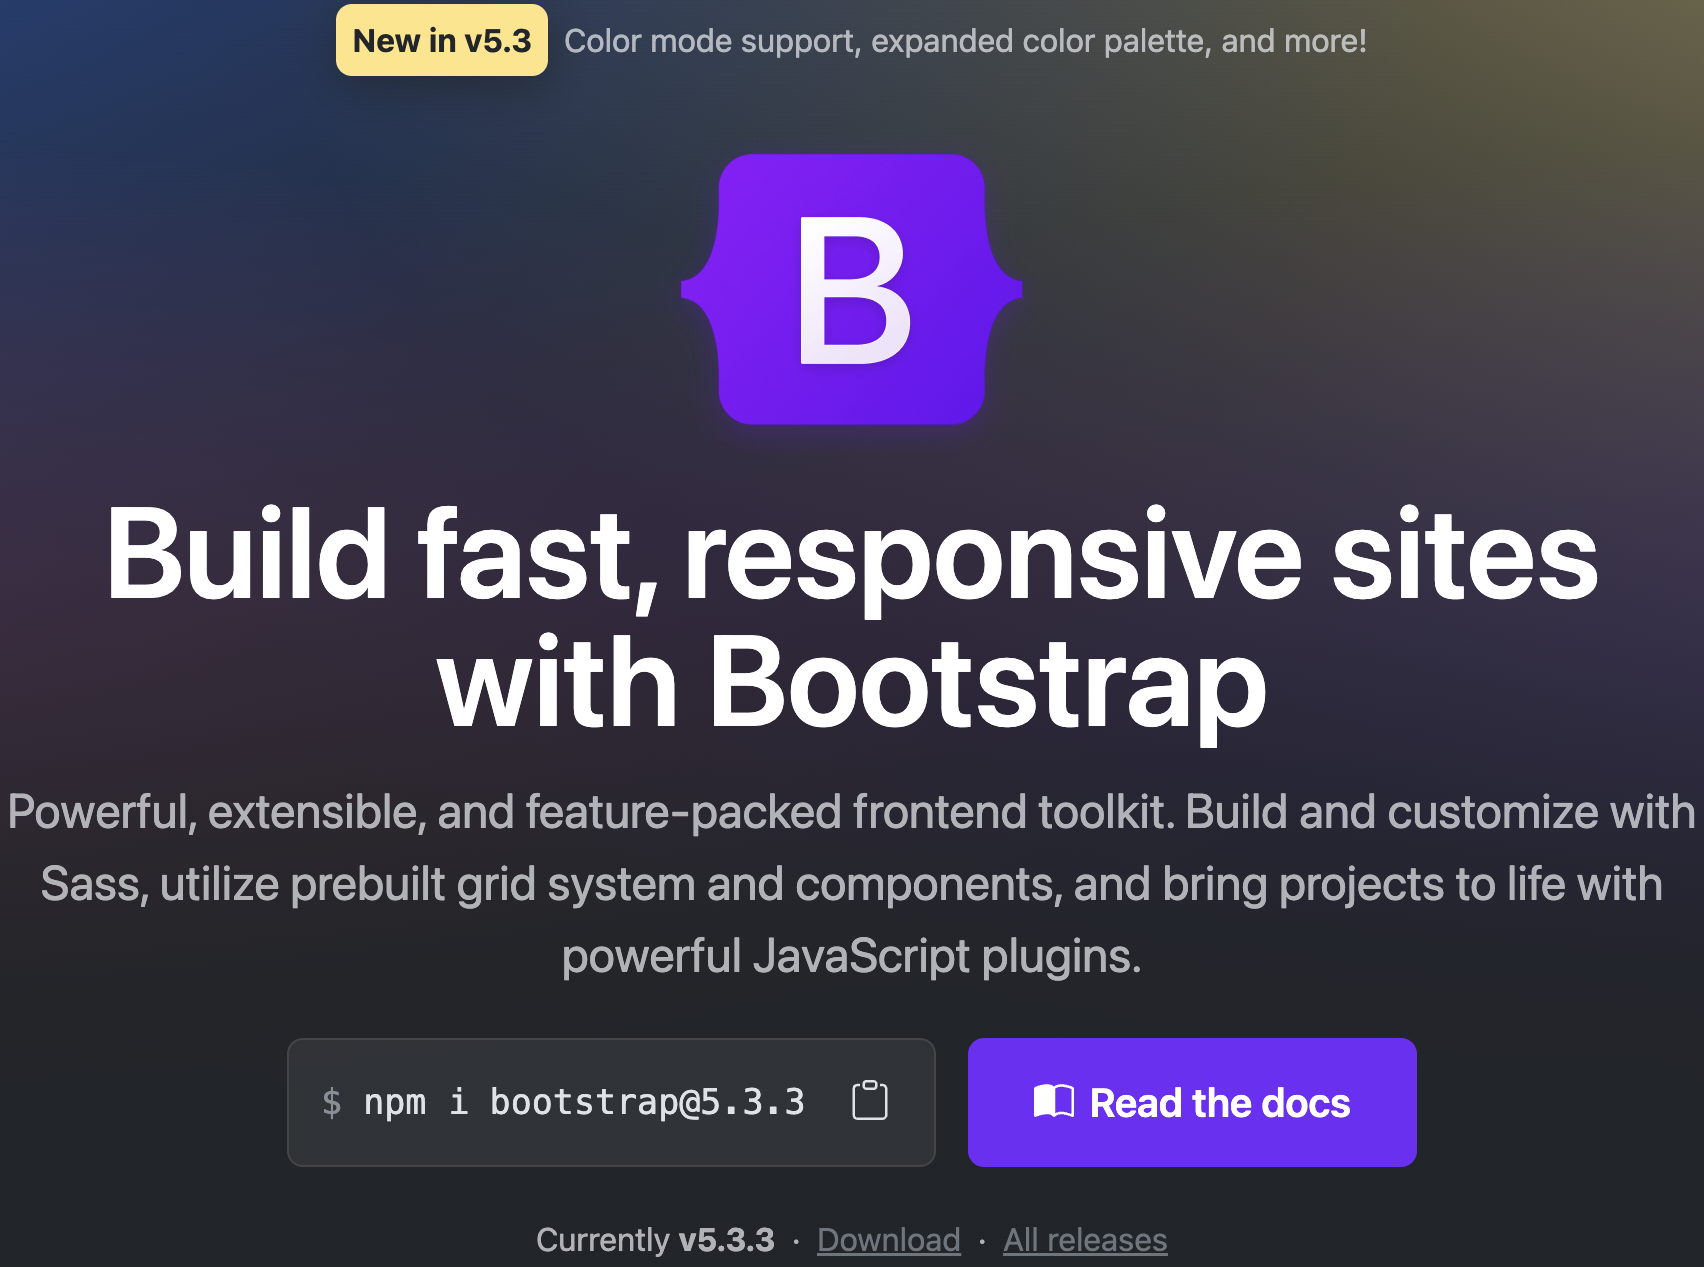 New in v5.3 Color mode support, expanded color palette, and more!
B
Build fast, responsive sites
with Bootstrap
Powerful, extensible, and feature-packed frontend toolkit. Build and customize with
Sass, utilize prebuilt grid system and components, and bring projects to life with
powerful JavaScript plugins.
$ npm i bootstrap@5.3.3 Read the docs
Currently v5.3.3 · Download · All releases